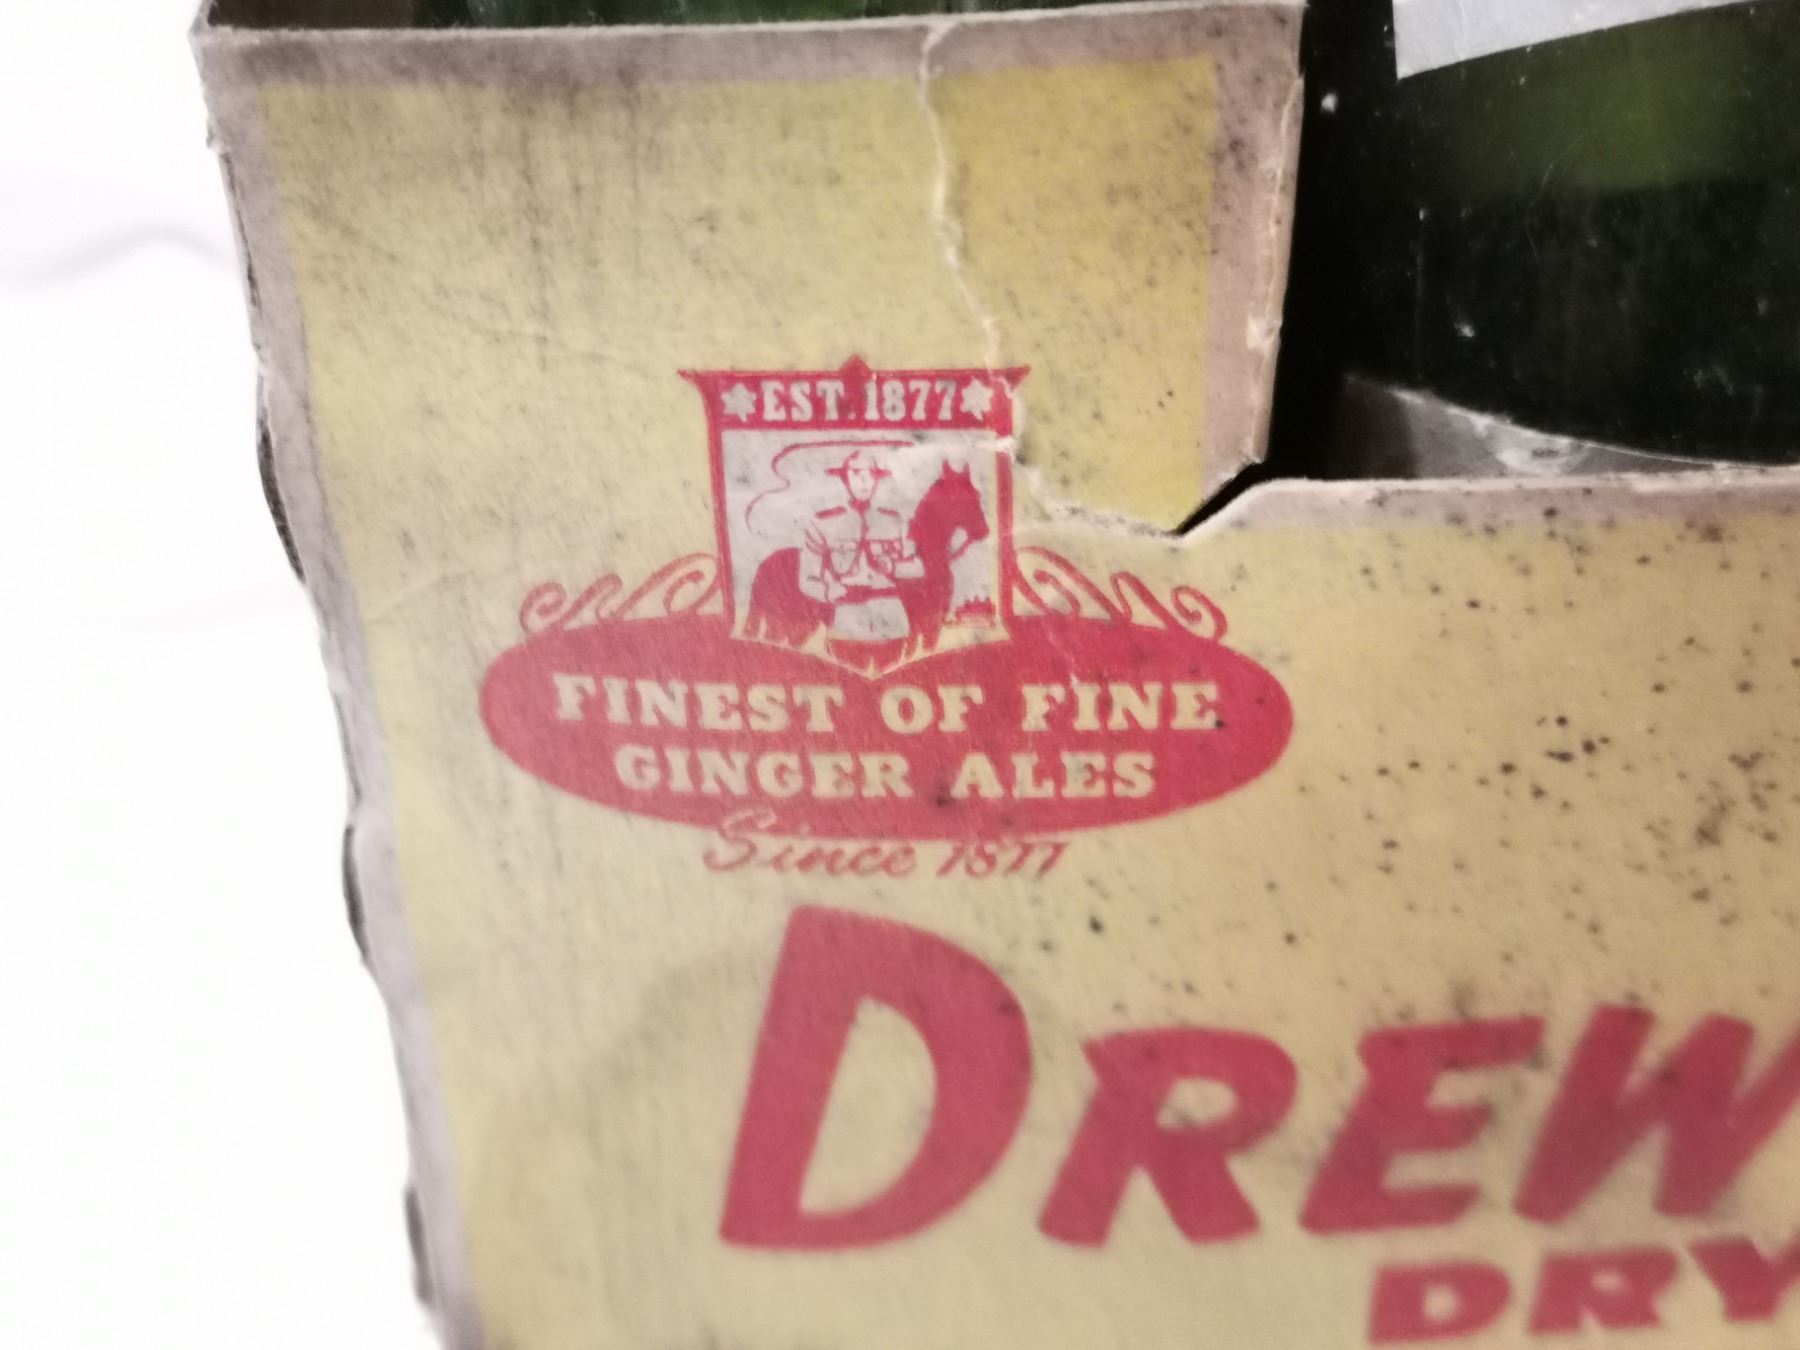 EST. 1877
FINEST OF FINE
GINGER ALES
Since 1877
DREW
DRY